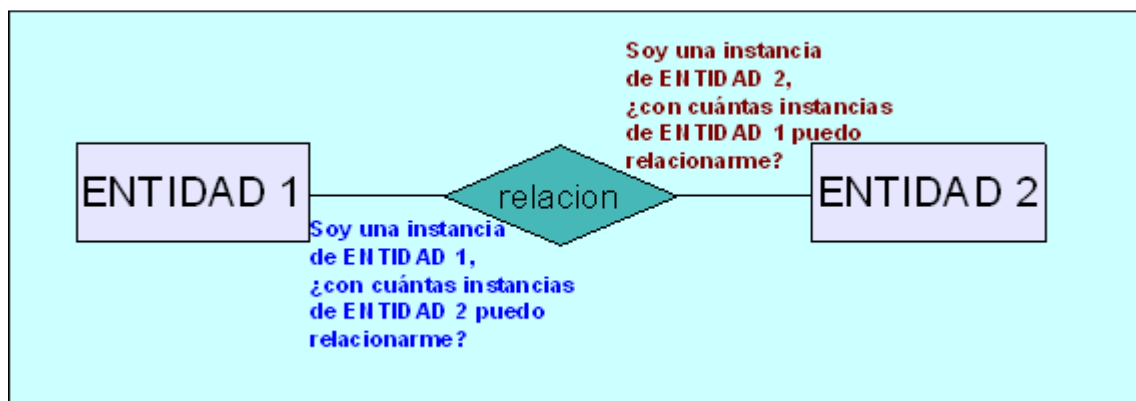 Soy una instancia
de ENTIDAD 2,
¿con cuántas instancias
de ENTIDAD 1 puedo
relacionarme?
ENTIDAD 1
relacion
ENTIDAD 2
Soy una instancia
de ENTIDAD 1,
¿con cuántas instancias
de ENTIDAD 2 puedo
relacionarme?